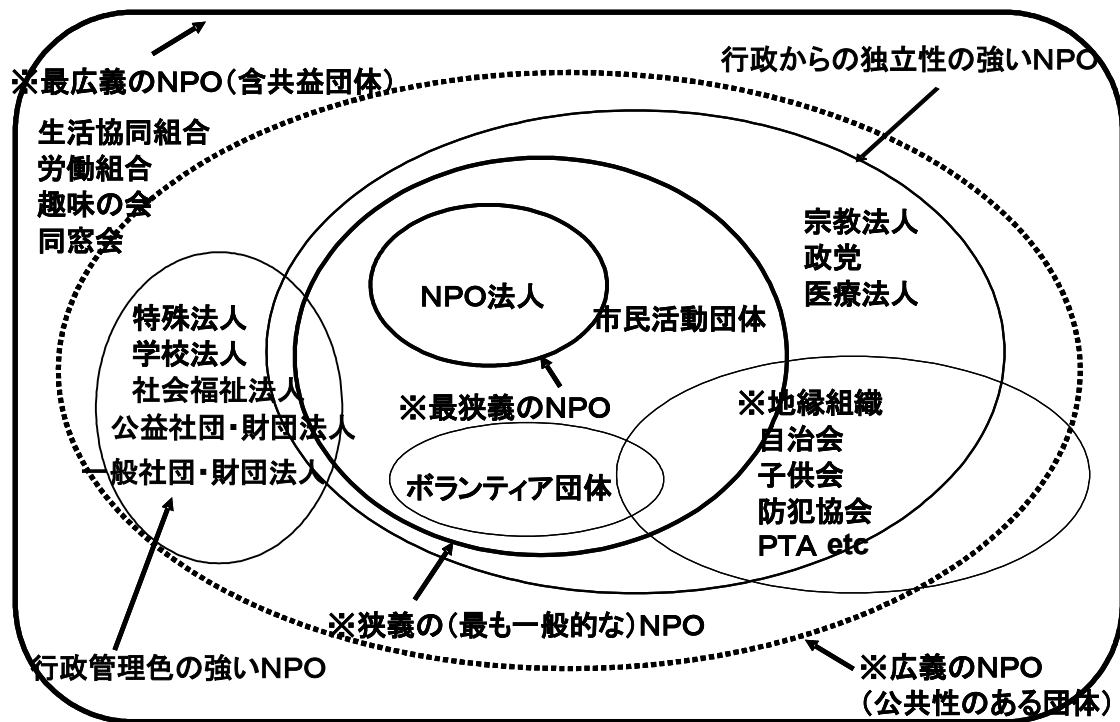 行政からの独立性の強いNPO
※最広義のNPO(含共益団体)
生活協同組合
労働組合
趣味の会
同窓会
宗教法人
政党
医療法人
NPO法人
市民活動団体
特殊法人
学校法人
社会福祉法人
公益社団・財団法人
一般社団・財団法人
※最狭義のNPO
※地縁組織
自治会
子供会
防犯協会
PTA etc
ボランティア団体
※狭義の(最も一般的な)NPO
行政管理色の強いNPO
※広義のNPO
(公共性のある団体)